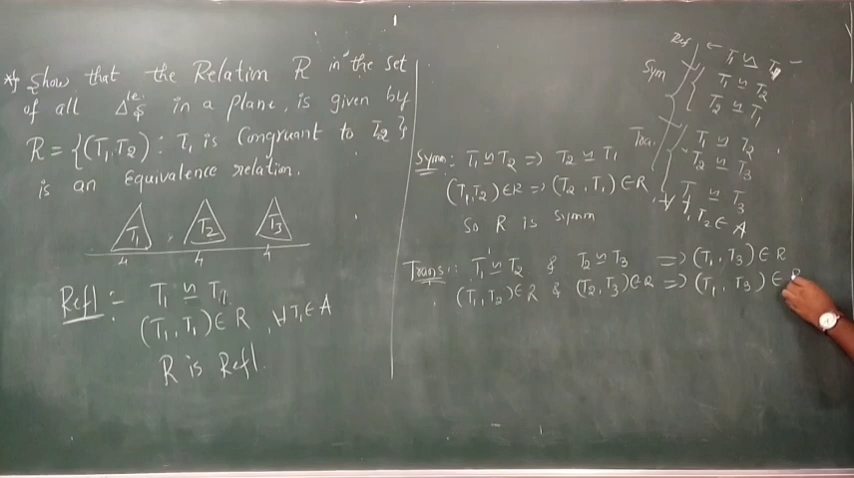 *) Show that the Relation R in the set
of all Δˡᵉs in a plane, is given by
R = {(T₁,T₂) : T₁ is Congruant to T₂}
is an Equivalence relation.
T₁ , T₂ T₃
Refl :- T₁ ≌ T₁
(T₁,T₁) ∈ R , ∀ T₁ ∈ A
R is Refl.
Symm: T₁ ≌ T₂ => T₂ ≌ T₁
(T₁,T₂) ∈ R => (T₂,T₁) ∈ R
So R is Symm
Trans: T₁ ≌ T₂ & T₂ ≌ T₃ => (T₁,T₃) ∈ R
(T₁,T₂) ∈ R & (T₂,T₃) ∈ R => (T₁,T₃) ∈ R
Ref ← T₁ ≌ T₁
Sym T₁ ≌ T₂
T₂ ≌ T₁
Tra. T₁ ≌ T₂
T₂ ≌ T₃
T₁ ≌ T₃
T₂ ∈ A